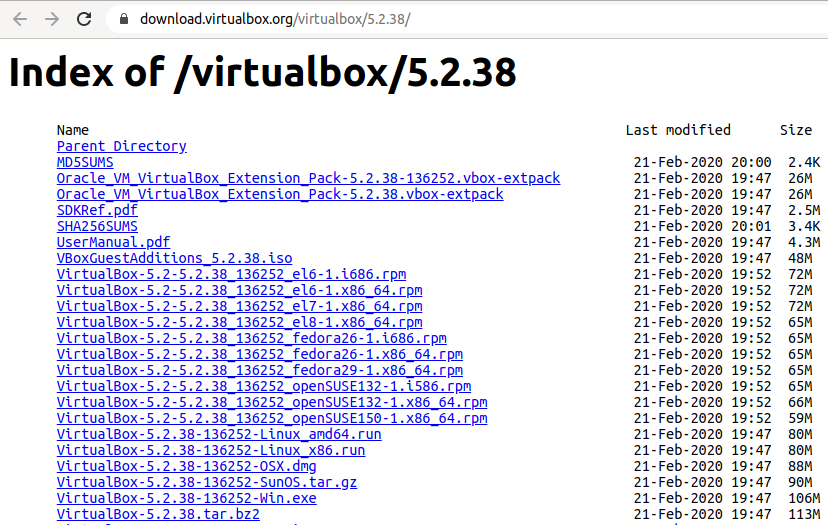 download.virtualbox.org/virtualbox/5.2.38/
Index of /virtualbox/5.2.38
Name Last modified Size
Parent Directory
MD5SUMS 21-Feb-2020 20:00 2.4K
Oracle_VM_VirtualBox_Extension_Pack-5.2.38-136252.vbox-extpack 21-Feb-2020 19:47 26M
Oracle_VM_VirtualBox_Extension_Pack-5.2.38.vbox-extpack 21-Feb-2020 19:47 26M
SDKRef.pdf 21-Feb-2020 19:47 2.5M
SHA256SUMS 21-Feb-2020 20:01 3.4K
UserManual.pdf 21-Feb-2020 19:47 4.3M
VBoxGuestAdditions_5.2.38.iso 21-Feb-2020 19:47 48M
VirtualBox-5.2-5.2.38_136252_el6-1.i686.rpm 21-Feb-2020 19:52 72M
VirtualBox-5.2-5.2.38_136252_el6-1.x86_64.rpm 21-Feb-2020 19:52 72M
VirtualBox-5.2-5.2.38_136252_el7-1.x86_64.rpm 21-Feb-2020 19:52 72M
VirtualBox-5.2-5.2.38_136252_el8-1.x86_64.rpm 21-Feb-2020 19:52 65M
VirtualBox-5.2-5.2.38_136252_fedora26-1.i686.rpm 21-Feb-2020 19:52 65M
VirtualBox-5.2-5.2.38_136252_fedora26-1.x86_64.rpm 21-Feb-2020 19:52 65M
VirtualBox-5.2-5.2.38_136252_fedora29-1.x86_64.rpm 21-Feb-2020 19:52 65M
VirtualBox-5.2-5.2.38_136252_openSUSE132-1.i586.rpm 21-Feb-2020 19:52 65M
VirtualBox-5.2-5.2.38_136252_openSUSE132-1.x86_64.rpm 21-Feb-2020 19:52 66M
VirtualBox-5.2-5.2.38_136252_openSUSE150-1.x86_64.rpm 21-Feb-2020 19:52 59M
VirtualBox-5.2.38-136252-Linux_amd64.run 21-Feb-2020 19:47 80M
VirtualBox-5.2.38-136252-Linux_x86.run 21-Feb-2020 19:47 80M
VirtualBox-5.2.38-136252-OSX.dmg 21-Feb-2020 19:47 88M
VirtualBox-5.2.38-136252-SunOS.tar.gz 21-Feb-2020 19:47 90M
VirtualBox-5.2.38-136252-Win.exe 21-Feb-2020 19:47 106M
VirtualBox-5.2.38.tar.bz2 21-Feb-2020 19:47 113M